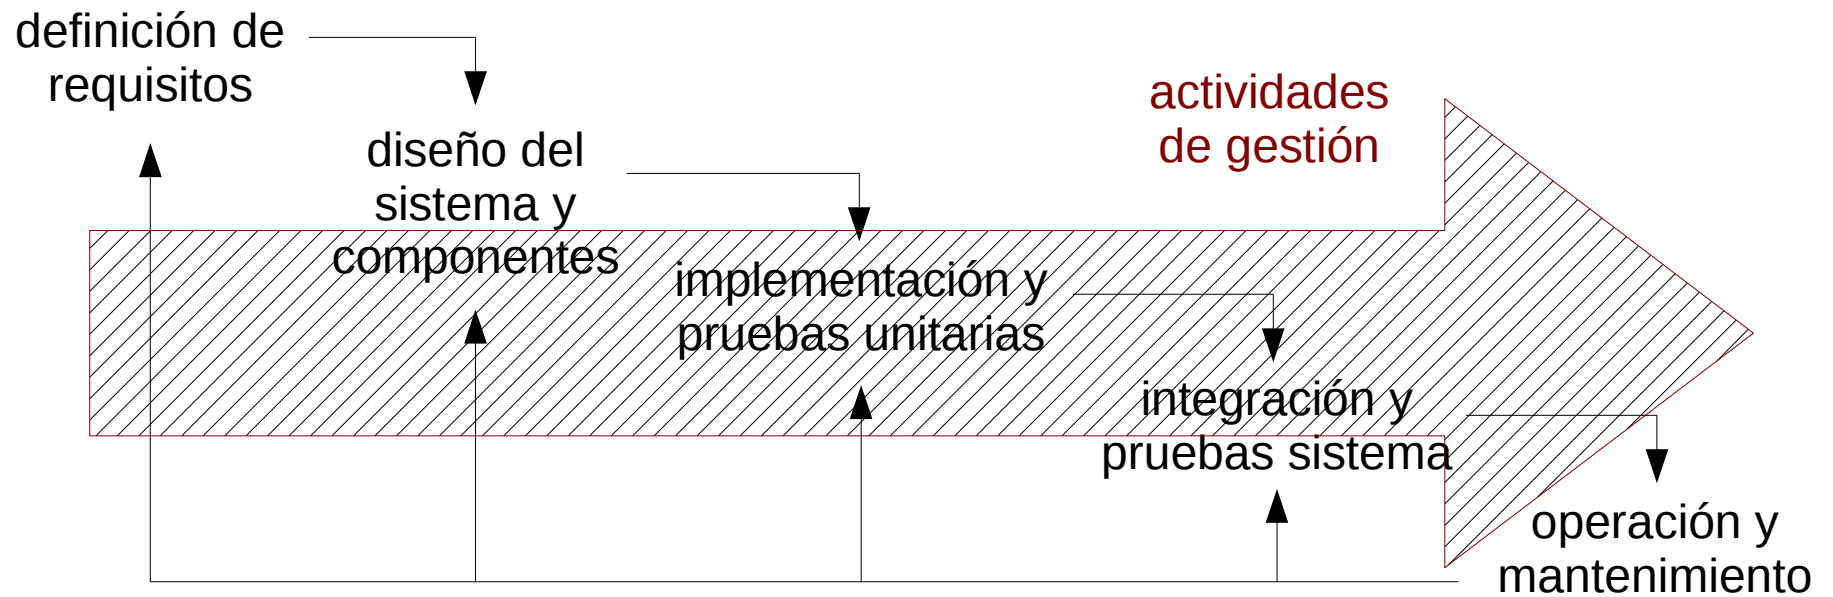 definición de
requisitos
diseño del
sistema y
componentes
actividades
de gestión
implementación y
pruebas unitarias
integración y
pruebas sistema
operación y
mantenimiento